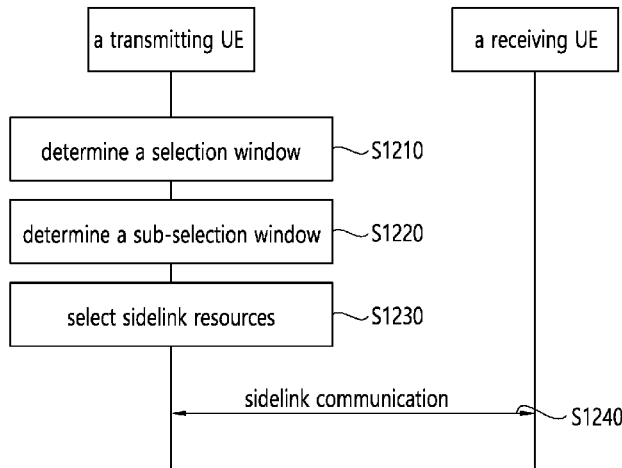 a transmitting UE
a receiving UE
determine a selection window
S1210
determine a sub-selection window
S1220
select sidelink resources
S1230
sidelink communication
S1240